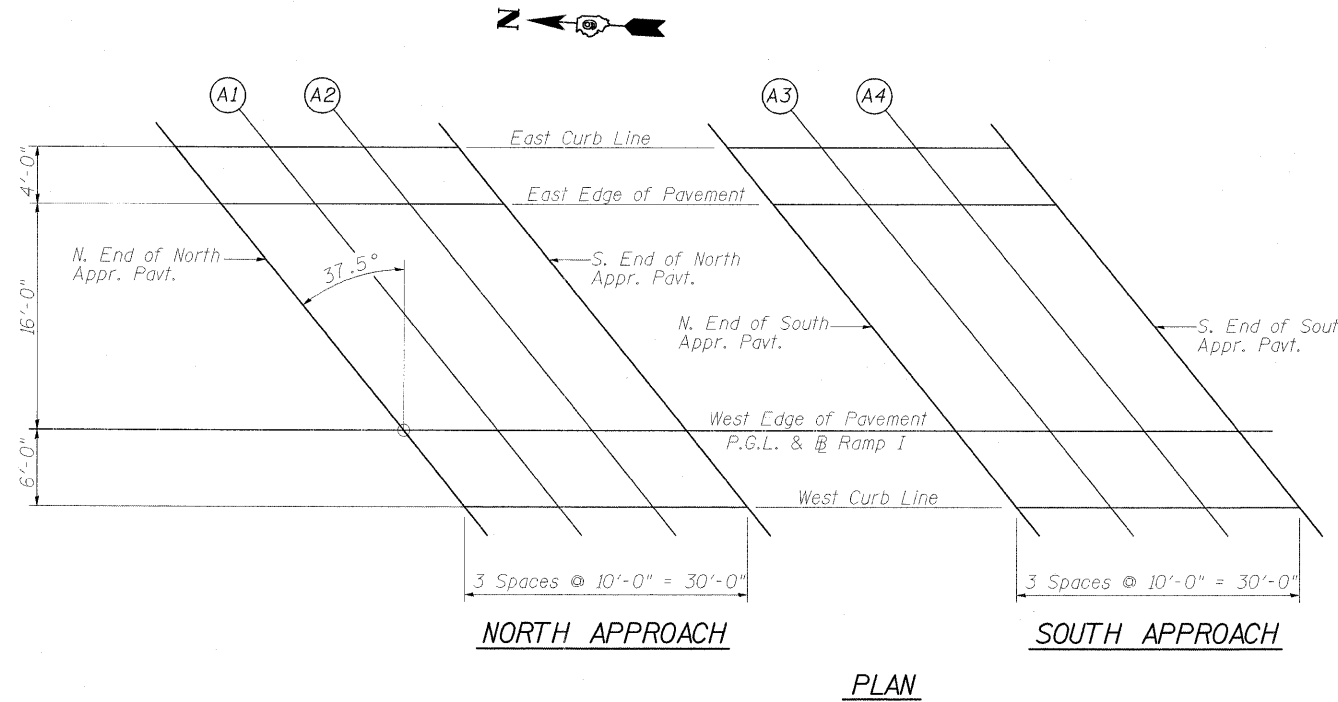 N
A1
A2
A3
A4
East Curb Line
East Edge of Pavement
4'-0"
16'-0"
6'-0"
N. End of North
Appr. Pavt.
37.5°
S. End of North
Appr. Pavt.
N. End of South
Appr. Pavt.
S. End of Sout
Appr. Pavt.
West Edge of Pavement
P.G.L. & ℄ Ramp I
West Curb Line
3 Spaces @ 10'-0" = 30'-0"
3 Spaces @ 10'-0" = 30'-0"
NORTH APPROACH
SOUTH APPROACH
PLAN